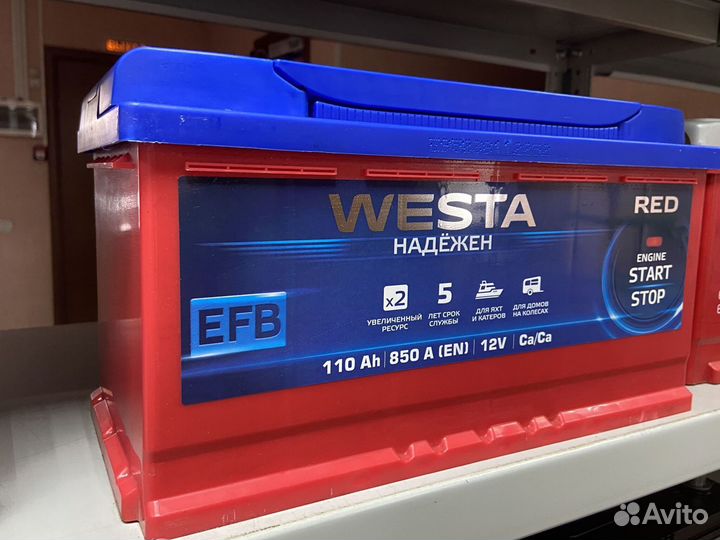 ВЫХОД
WESTA
НАДЁЖЕН
RED
ENGINE
START
STOP
EFB
x2
УВЕЛИЧЕННЫЙ
РЕСУРС
5
ЛЕТ СРОК
СЛУЖБЫ
ДЛЯ ЯХТ
И КАТЕРОВ
ДЛЯ ДОМОВ
НА КОЛЕСАХ
110 Ah 850 A (EN) 12V Ca/Ca
Avito